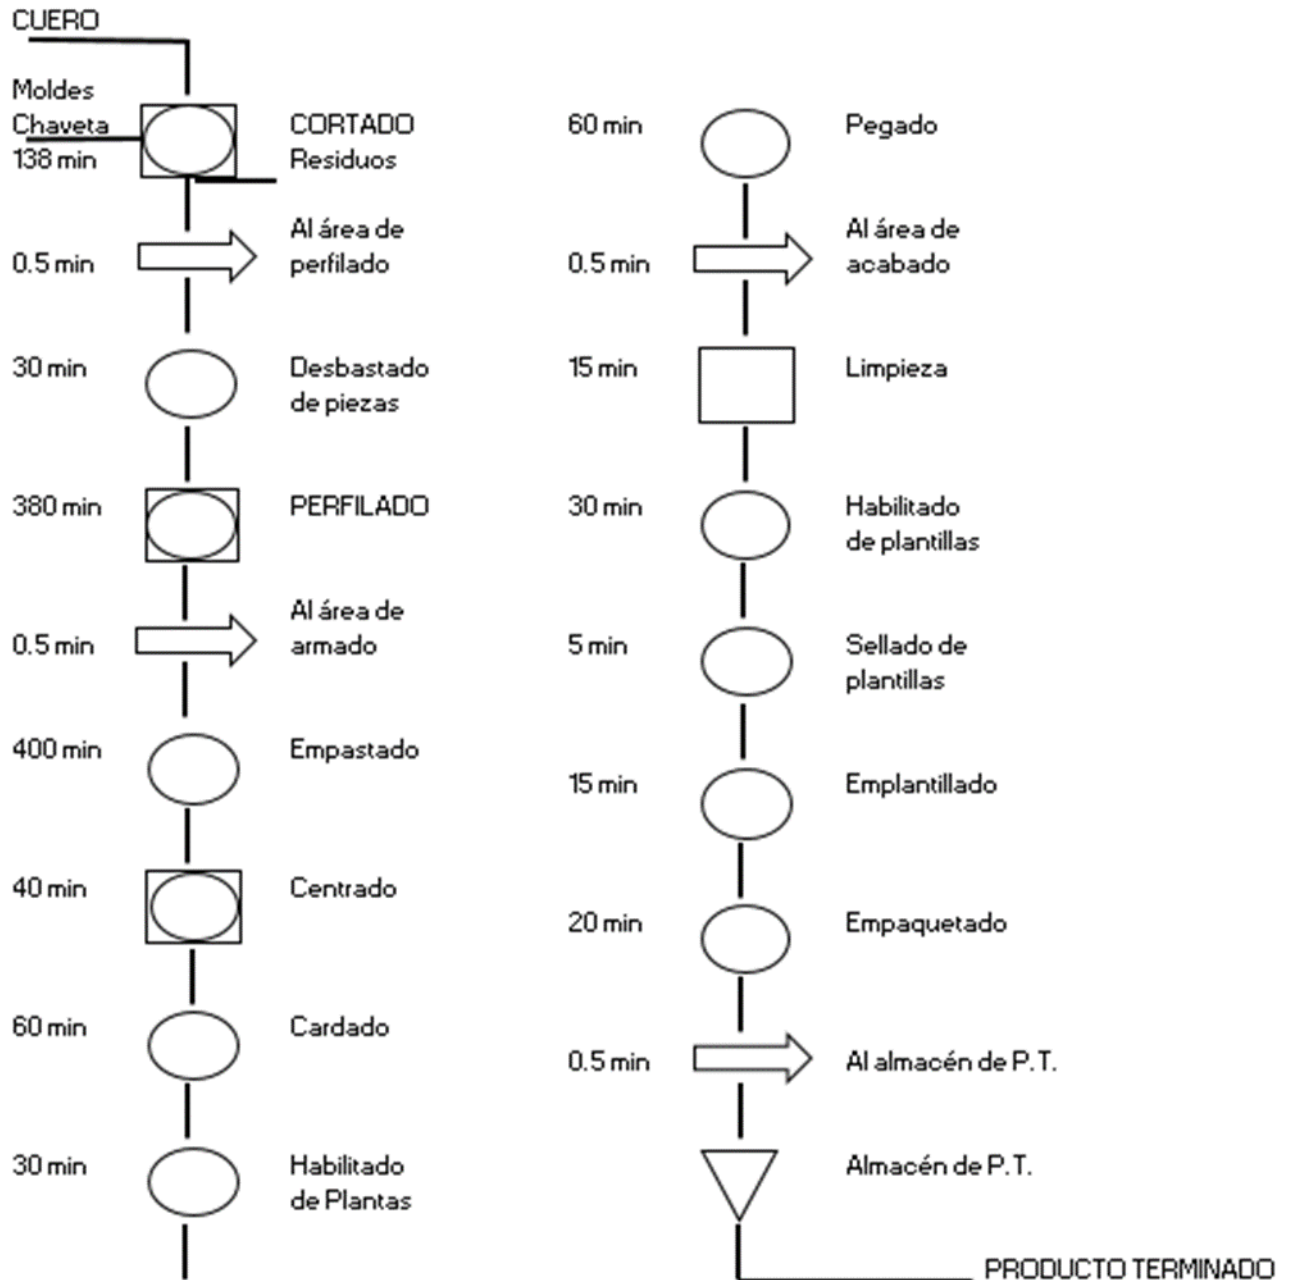 CUERO
Moldes
Chaveta
138 min
CORTADO
Residuos
0.5 min
Al área de
perfilado
30 min
Desbastado
de piezas
380 min
PERFILADO
0.5 min
Al área de
armado
400 min
Empastado
40 min
Centrado
60 min
Cardado
30 min
Habilitado
de Plantas
60 min
Pegado
0.5 min
Al área de
acabado
15 min
Limpieza
30 min
Habilitado
de plantillas
5 min
Sellado de
plantillas
15 min
Emplantillado
20 min
Empaquetado
0.5 min
Al almacén de P.T.
Almacén de P.T.
PRODUCTO TERMINADO